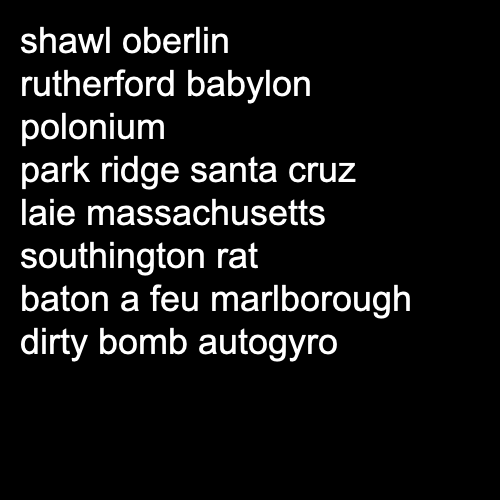 shawl oberlin
rutherford babylon
polonium
park ridge santa cruz
laie massachusetts
southington rat
baton a feu marlborough
dirty bomb autogyro